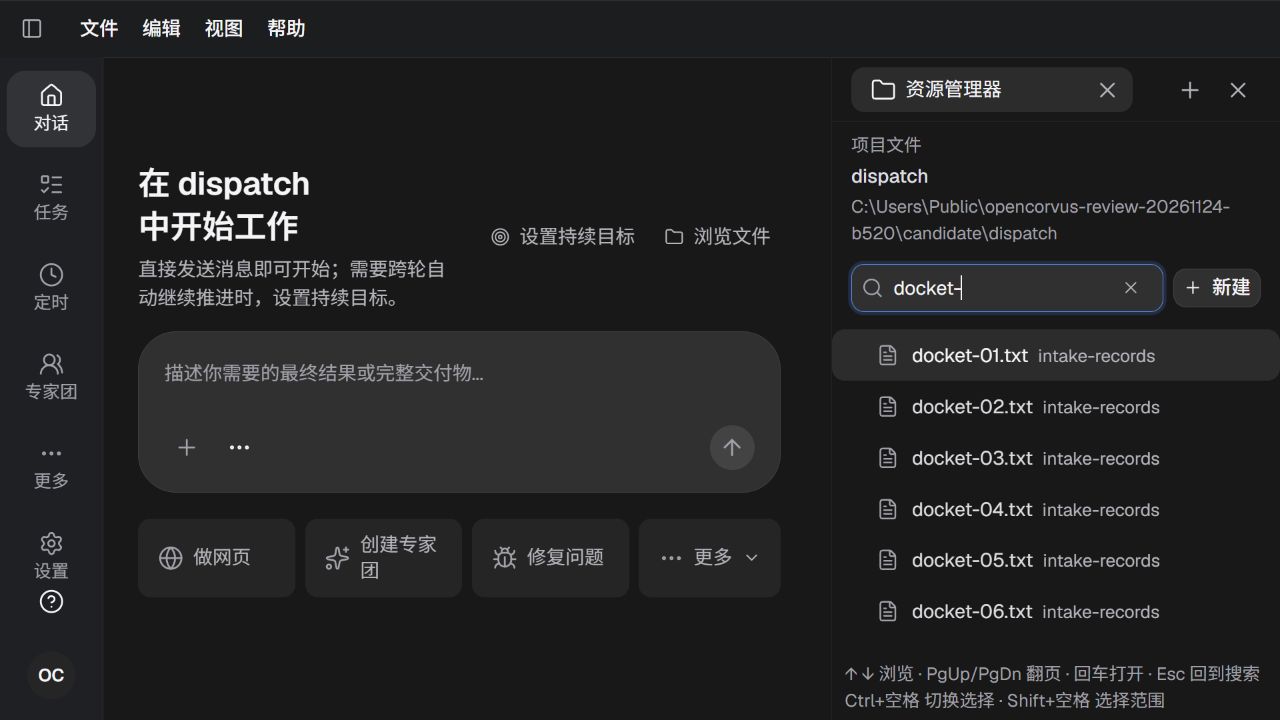 文件 编辑 视图 帮助
对话
任务
定时
专家团
更多
设置
OC
在 dispatch
中开始工作
直接发送消息即可开始；需要跨轮自
动继续推进时，设置持续目标。
设置持续目标 浏览文件
描述你需要的最终结果或完整交付物...
做网页
创建专家
团
修复问题
更多
资源管理器
项目文件
dispatch
C:\Users\Public\opencorvus-review-20261124-
b520\candidate\dispatch
docket-
新建
docket-01.txt intake-records
docket-02.txt intake-records
docket-03.txt intake-records
docket-04.txt intake-records
docket-05.txt intake-records
docket-06.txt intake-records
↑↓ 浏览 · PgUp/PgDn 翻页 · 回车打开 · Esc 回到搜索
Ctrl+空格 切换选择 · Shift+空格 选择范围